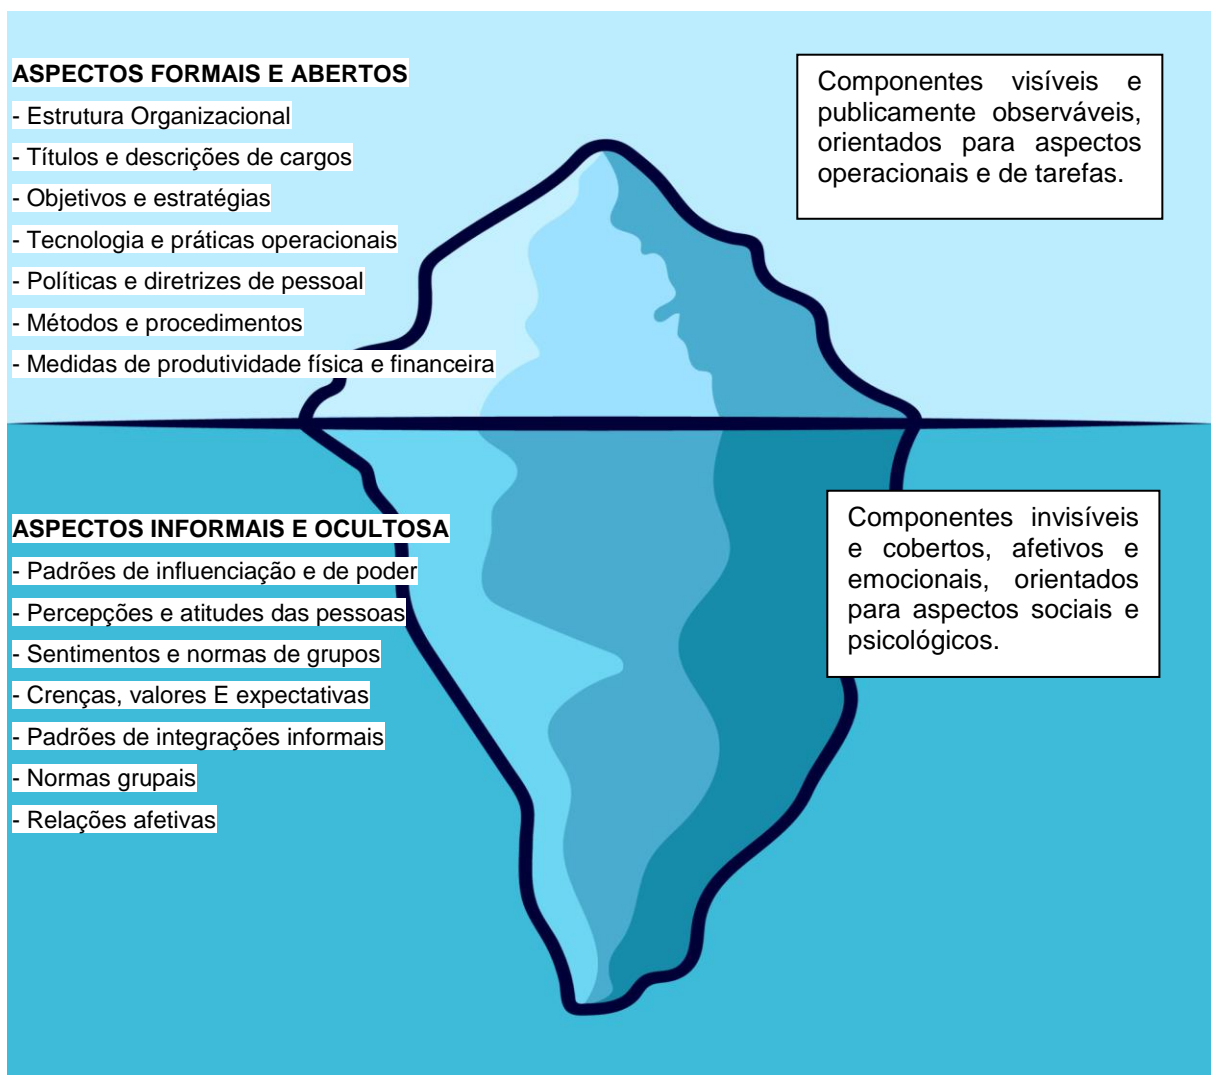 ASPECTOS FORMAIS E ABERTOS
- Estrutura Organizacional
- Títulos e descrições de cargos
- Objetivos e estratégias
- Tecnologia e práticas operacionais
- Políticas e diretrizes de pessoal
- Métodos e procedimentos
- Medidas de produtividade física e financeira
Componentes visíveis e
publicamente observáveis,
orientados para aspectos
operacionais e de tarefas.
ASPECTOS INFORMAIS E OCULTOSA
- Padrões de influenciação e de poder
- Percepções e atitudes das pessoas
- Sentimentos e normas de grupos
- Crenças, valores E expectativas
- Padrões de integrações informais
- Normas grupais
- Relações afetivas
Componentes invisíveis
e cobertos, afetivos e
emocionais, orientados
para aspectos sociais e
psicológicos.